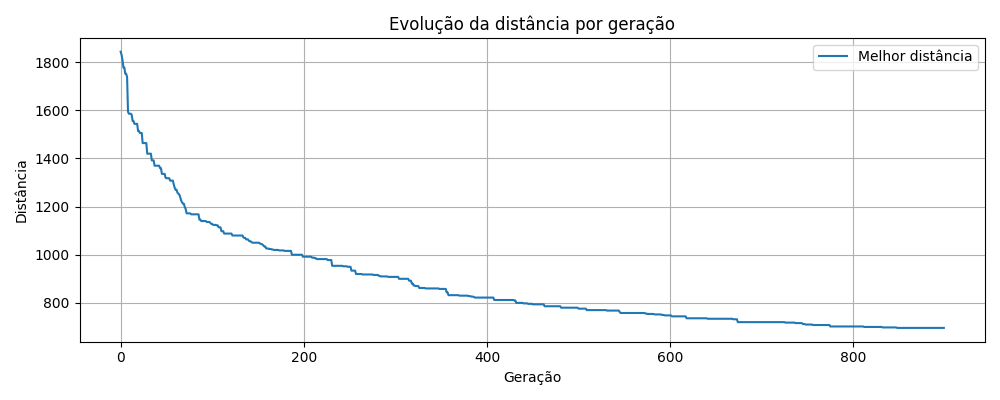 Evolução da distância por geração
Melhor distância
Distância
1800
1600
1400
1200
1000
800
0
200
400
600
800
Geração